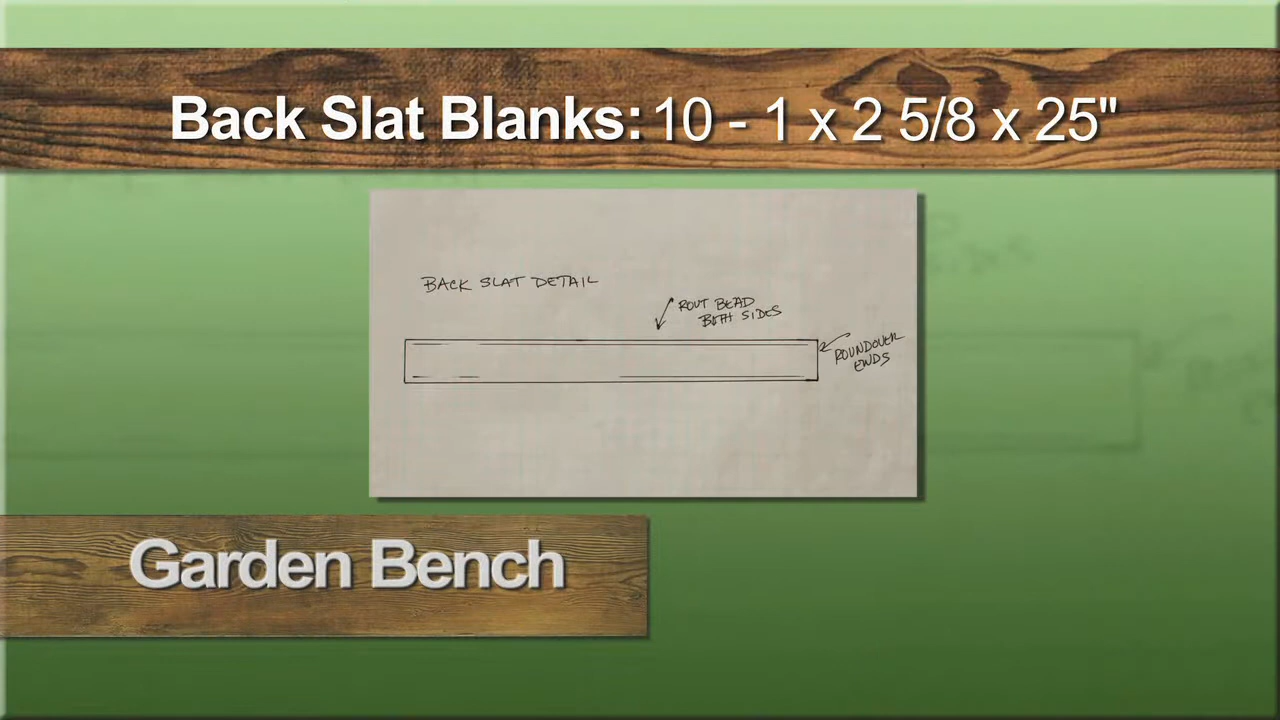 Back Slat Blanks: 10 - 1 x 2 5/8 x 25"
BACK SLAT DETAIL
ROUT BEAD
BOTH SIDES
ROUNDOVER
ENDS
Garden Bench